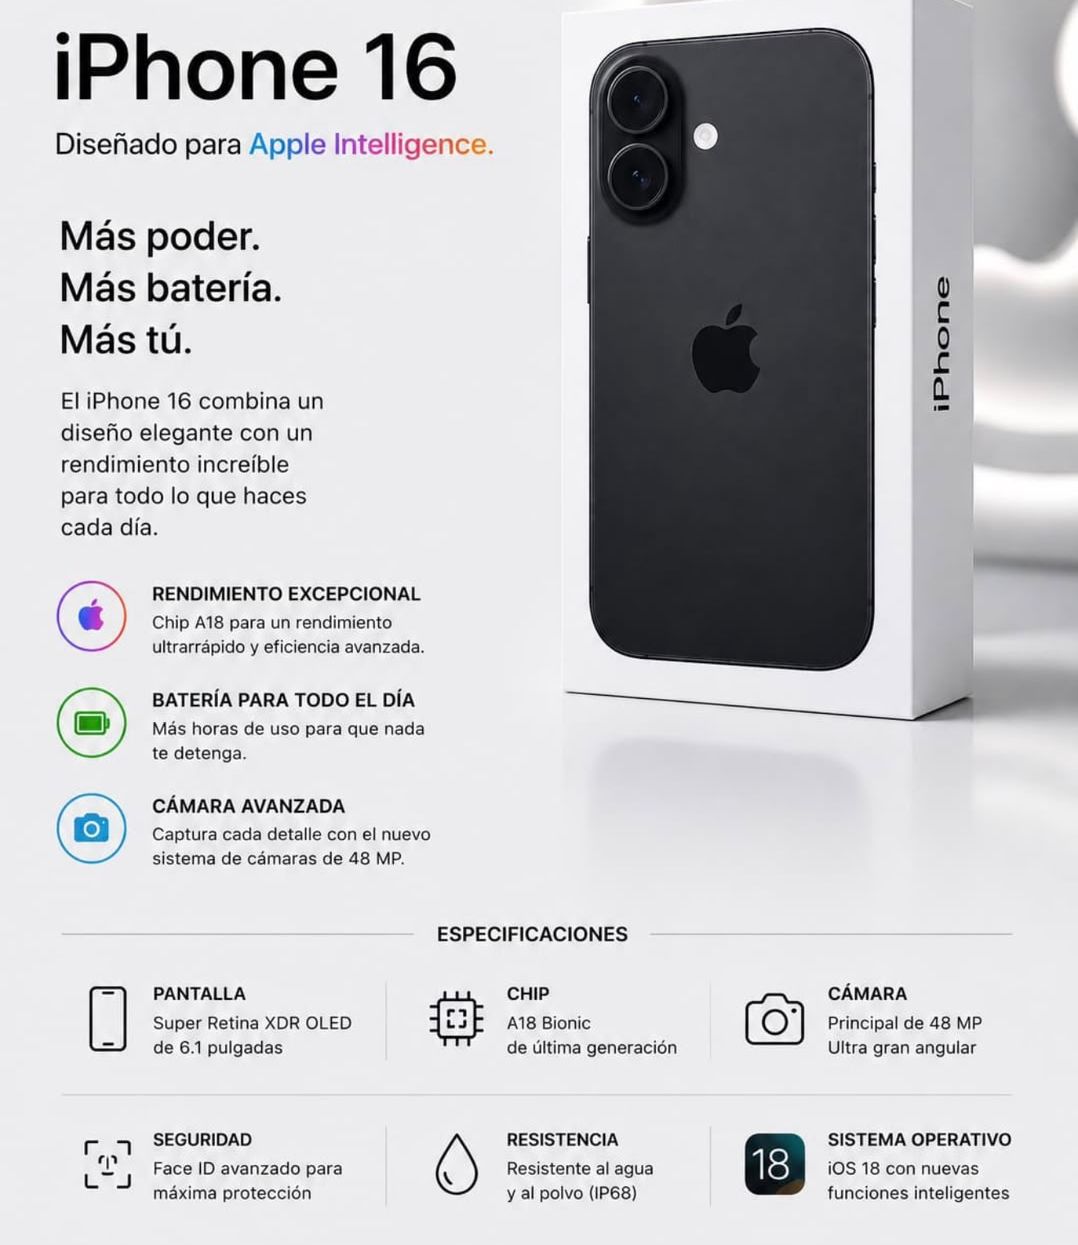 iPhone 16
Diseñado para Apple Intelligence.
Más poder.
Más batería.
Más tú.
El iPhone 16 combina un
diseño elegante con un
rendimiento increíble
para todo lo que haces
cada día.
RENDIMIENTO EXCEPCIONAL
Chip A18 para un rendimiento
ultrarrápido y eficiencia avanzada.
BATERÍA PARA TODO EL DÍA
Más horas de uso para que nada
te detenga.
CÁMARA AVANZADA
Captura cada detalle con el nuevo
sistema de cámaras de 48 MP.
iPhone
ESPECIFICACIONES
PANTALLA
Super Retina XDR OLED
de 6.1 pulgadas
CHIP
A18 Bionic
de última generación
CÁMARA
Principal de 48 MP
Ultra gran angular
SEGURIDAD
Face ID avanzado para
máxima protección
RESISTENCIA
Resistente al agua
y al polvo (IP68)
18
SISTEMA OPERATIVO
iOS 18 con nuevas
funciones inteligentes